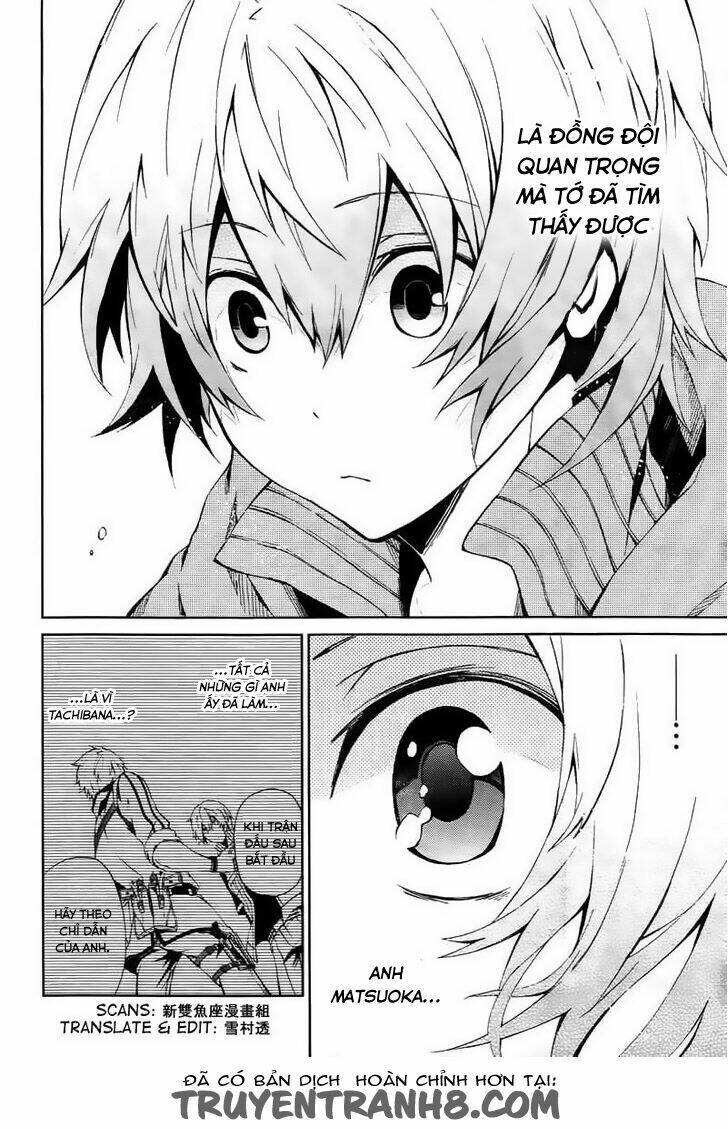 LÀ ĐỒNG ĐỘI
QUAN TRỌNG
MÀ TỚ ĐÃ TÌM
THẤY ĐƯỢC
...TẤT CẢ
NHỮNG GÌ ANH
ẤY ĐÃ LÀM...
...LÀ VÌ
TACHIBANA...?
KHI TRẬN
ĐẤU SAU
BẮT ĐẦU
HÃY THEO
CHỈ DẪN
CỦA ANH.
...
ANH
MATSUOKA...
SCANS: 新雙魚座漫畫組
TRANSLATE & EDIT: 雪村透
ĐÃ CÓ BẢN DỊCH HOÀN CHỈNH HƠN TẠI:
TRUYENTRANH8.COM